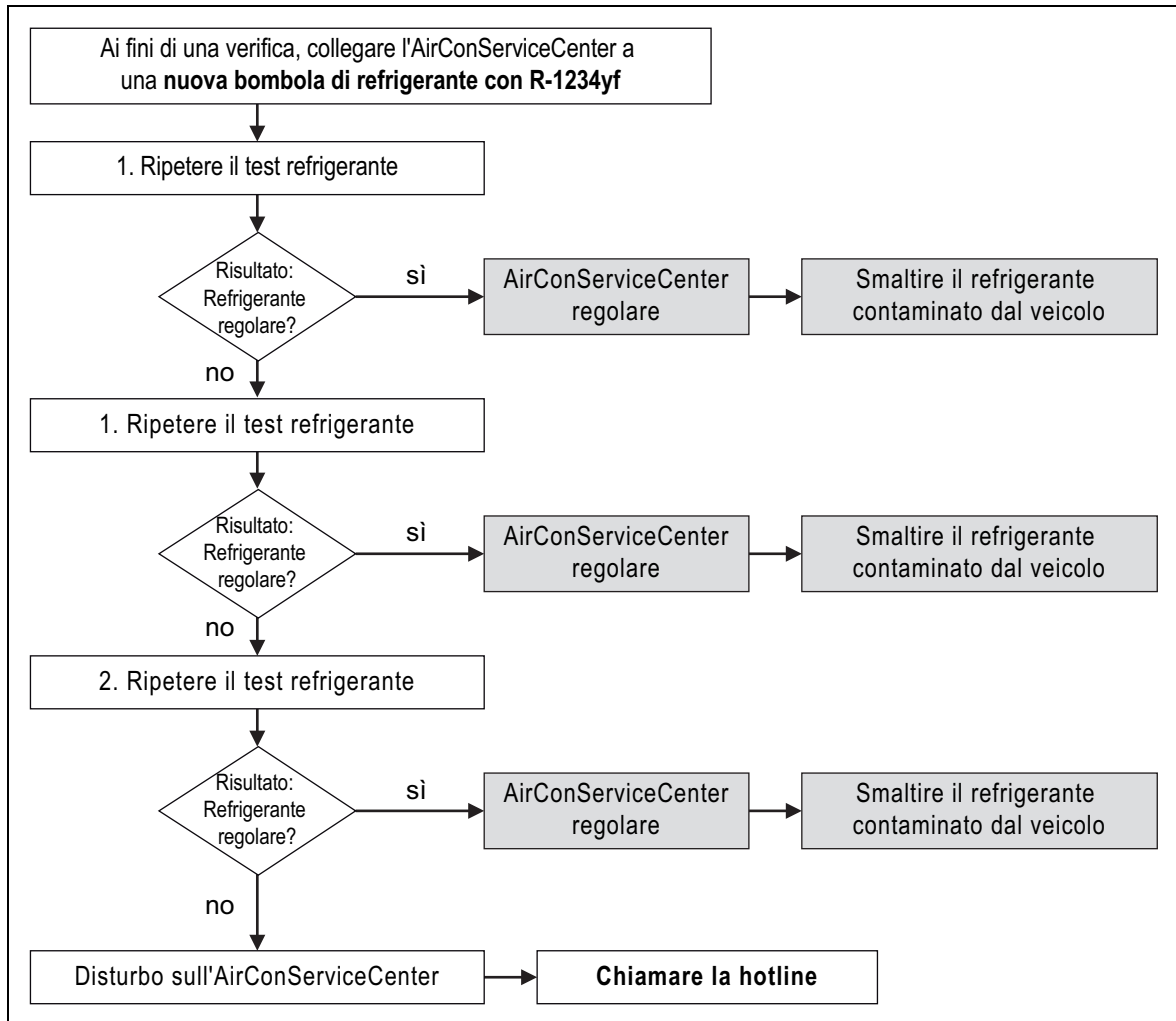 Ai fini di una verifica, collegare l'AirConServiceCenter a
una nuova bombola di refrigerante con R-1234yf
1. Ripetere il test refrigerante
Risultato:
Refrigerante
regolare?
sì
AirConServiceCenter
regolare
Smaltire il refrigerante
contaminato dal veicolo
no
1. Ripetere il test refrigerante
Risultato:
Refrigerante
regolare?
sì
AirConServiceCenter
regolare
Smaltire il refrigerante
contaminato dal veicolo
no
2. Ripetere il test refrigerante
Risultato:
Refrigerante
regolare?
sì
AirConServiceCenter
regolare
Smaltire il refrigerante
contaminato dal veicolo
no
Disturbo sull'AirConServiceCenter
Chiamare la hotline